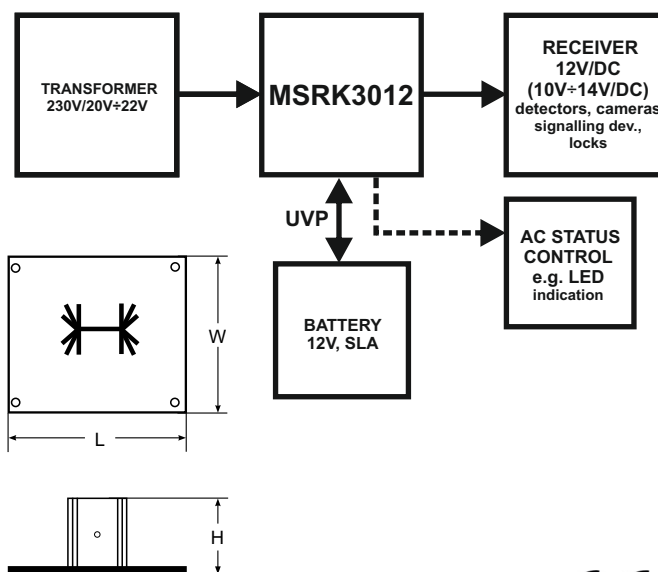 TRANSFORMER
230V/20V÷22V
MSRK3012
RECEIVER
12V/DC
(10V÷14V/DC)
detectors, cameras
signalling dev.,
locks
UVP
BATTERY
12V, SLA
AC STATUS
CONTROL
e.g. LED
indication
W
L
H